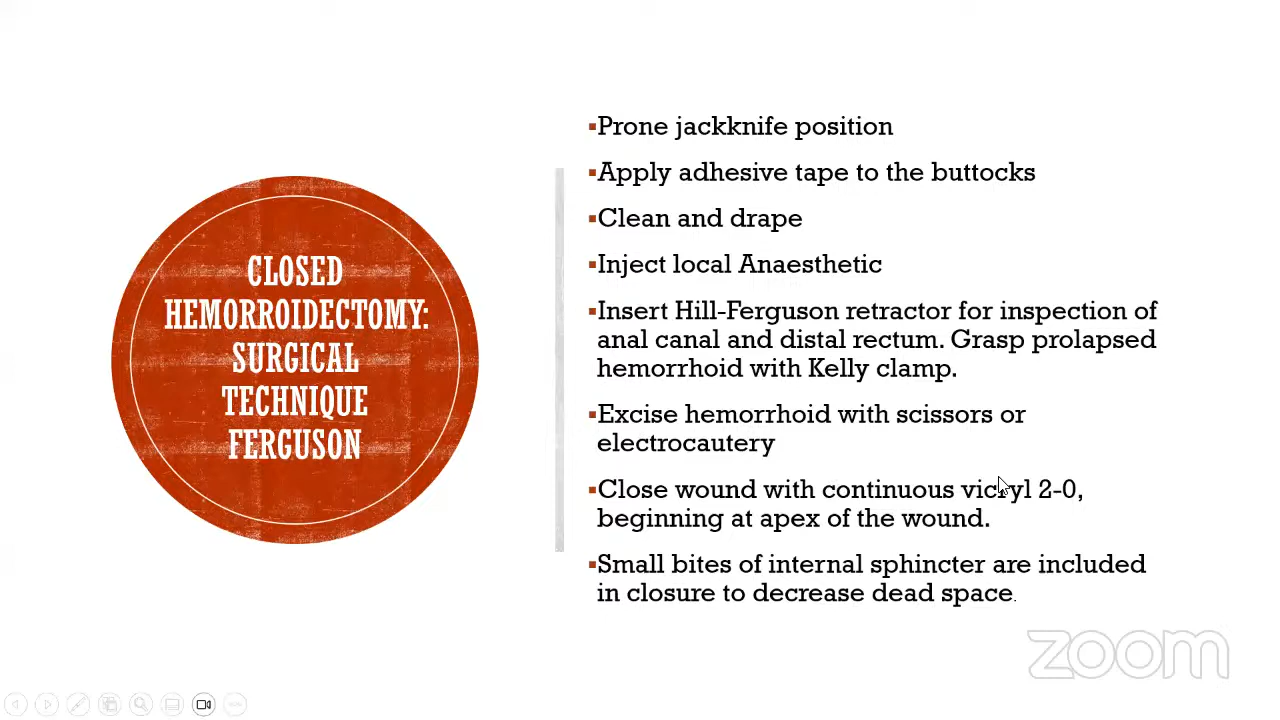 CLOSED
HEMORROIDECTOMY:
SURGICAL
TECHNIQUE
FERGUSON
▪Prone jackknife position
▪Apply adhesive tape to the buttocks
▪Clean and drape
▪Inject local Anaesthetic
▪Insert Hill-Ferguson retractor for inspection of
anal canal and distal rectum. Grasp prolapsed
hemorrhoid with Kelly clamp.
▪Excise hemorrhoid with scissors or
electrocautery
▪Close wound with continuous vicryl 2-0,
beginning at apex of the wound.
▪Small bites of internal sphincter are included
in closure to decrease dead space.
zoom